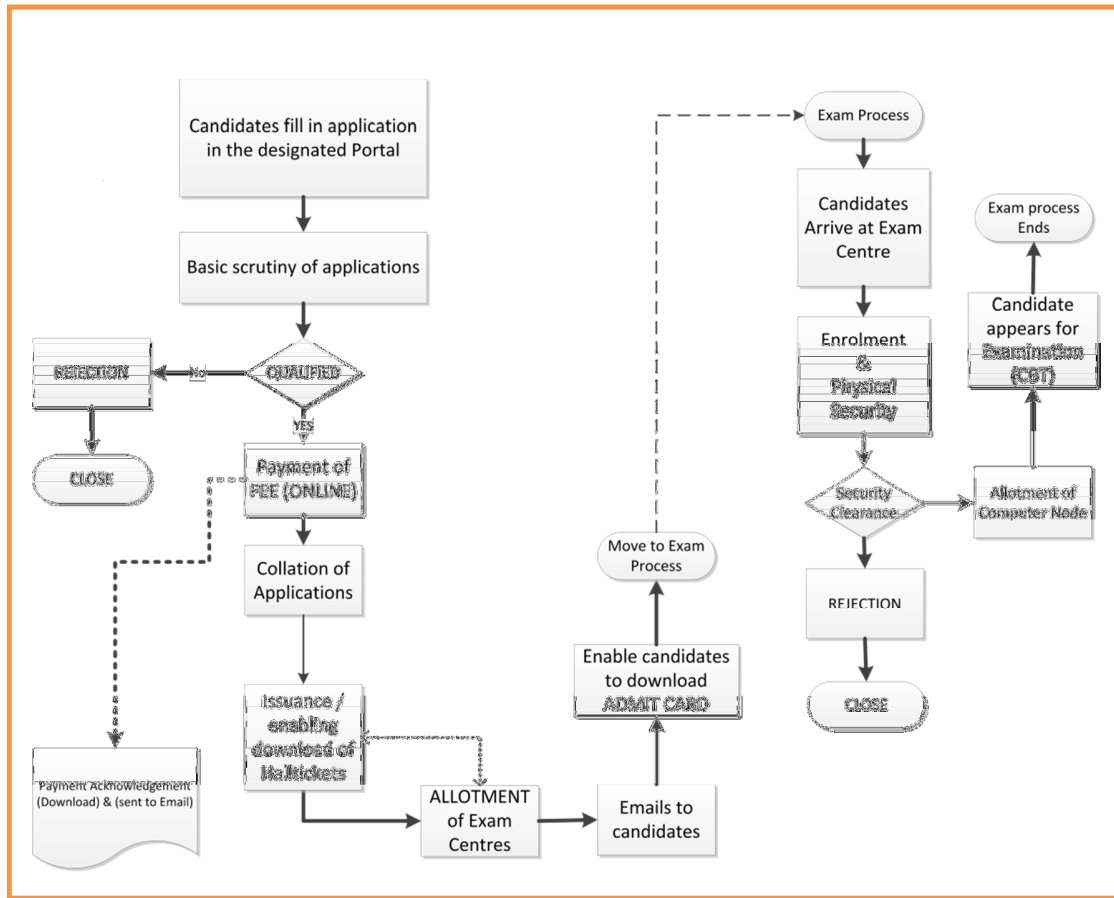 Candidates fill in application
in the designated Portal
Basic scrutiny of applications
QUALIFIED
No
REJECTION
CLOSE
YES
Payment of
FEE (ONLINE)
Collation of
Applications
Issuance /
enabling
download of
Halltickets
Payment Acknowledgement
(Download) & (sent to Email)
ALLOTMENT
of Exam
Centres
Emails to
candidates
Enable candidates
to download
ADMIT CARD
Move to Exam
Process
Exam Process
Candidates
Arrive at Exam
Centre
Enrolment
&
Physical
Security
Security
Clearance
REJECTION
CLOSE
Allotment of
Computer Node
Candidate
appears for
Examination
(CBT)
Exam process
Ends